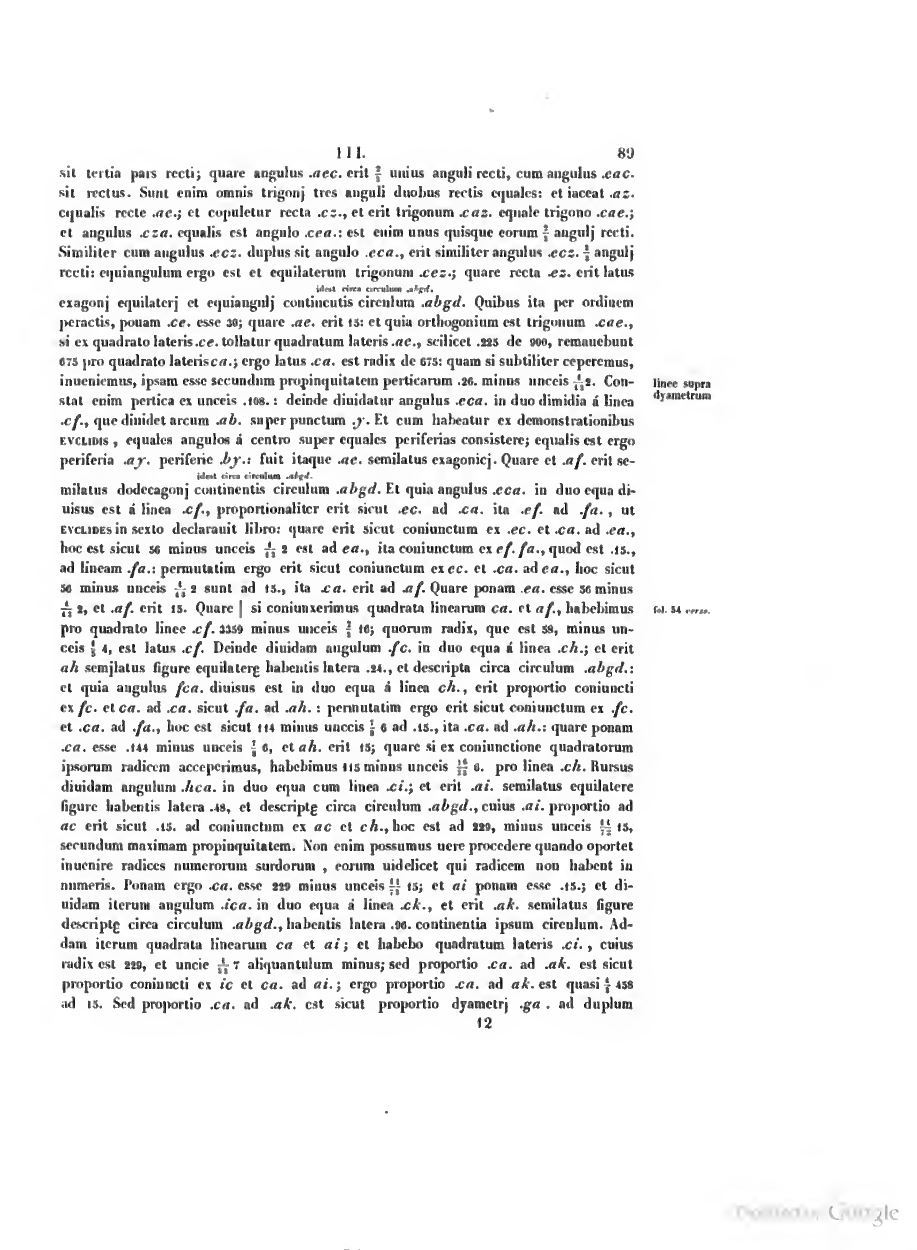 III. 89
sit tertia pars recti; quare angulus .aec. erit 2/3 unius anguli recti, cum angulus .eac.
sit rectus. Sunt enim omnis trigonj tres anguli duobus rectis equales: et iaceat .az.
equalis recte .ae.; et copuletur recta .cz., et erit trigonum .caz. equale trigono .cae.;
et angulus .cza. equalis est angulo .cea.: est enim unus quisque eorum 2/3 angulj recti.
Similiter cum angulus .ecz. duplus sit angulo .eca., erit similiter angulus .ecz. 2/3 angulj
recti: equiangulum ergo est et equilaterum trigonum .cez.; quare recta .ez. erit latus
idest circa circulum .abgd.
exagonj equilaterj et equiangulj continentis circulum .abgd. Quibus ita per ordinem
peractis, ponam .ce. esse 30; quare .ae. erit 15: et quia orthogonium est trigonum .cae.,
si ex quadrato lateris .ce. tollatur quadratum lateris .ae., scilicet .225 de 900, remanebunt
675 pro quadrato lateris ca.; ergo latus .ca. est radix de 675: quam si subtiliter ceperemus,
inueniemus, ipsam esse secundum propinquitatem perticarum .26. minus unceis 1/13 2. Con-
linee supra
dyametrum
stat enim pertica ex unceis .108.: deinde diuidatur angulus .eca. in duo dimidia á linea
.cf., que diuidet arcum .ab. super punctum .y. Et cum habeatur ex demonstrationibus
EVCLIDIS, equales angulos á centro super equales periferias consistere; equalis est ergo
periferia .ay. periferie .by.: fuit itaque .ae. semilatus exagonicj. Quare et .af. erit se-
idest circa circulum .abgd.
milatus dodecagonj continentis circulum .abgd. Et quia angulus .eca. in duo equa di-
uisus est á linea .cf., proportionaliter erit sicut .ec. ad .ca. ita .ef. ad .fa., ut
EVCLIDES in sexto declarauit libro: quare erit sicut coniunctum ex .ec. et .ca. ad .ea.,
hoc est sicut 56 minus unceis 1/13 2 est ad ea., ita coniunctum ex ef. fa., quod est .15.,
ad lineam .fa.: permutatim ergo erit sicut coniunctum ex ec. et .ca. ad ea., hoc sicut
56 minus unceis 1/13 2 sunt ad 15., ita .ca. erit ad .af. Quare ponam .ea. esse 56 minus
1/13 2, et .af. erit 15. Quare | si coniunxerimus quadrata linearum ca. et af., habebimus
fol. 54 verso.
pro quadrato linee .cf. 3359 minus unceis 2/5 16; quorum radix, que est 58, minus un-
ceis 4, est latus .cf. Deinde diuidam angulum .fc. in duo equa á linea .ch.; et erit
ah semjlatus figure equilaterę habentis latera .24., et descripta circa circulum .abgd.:
et quia angulus fca. diuisus est in duo equa á linea ch., erit proportio coniuncti
ex fc. et ca. ad .ca. sicut .fa. ad .ah.: permutatim ergo erit sicut coniunctum ex .fc.
et .ca. ad .fa., hoc est sicut 114 minus unceis 6 ad .15., ita .ca. ad .ah.: quare ponam
.ca. esse .144 minus unceis 6, et ah. erit 15; quare si ex coniunctione quadratorum
ipsorum radicem acceperimus, habebimus 115 minus unceis 6. pro linea .ch. Rursus
diuidam angulum .hca. in duo equa cum linea .ci.; et erit .ai. semilatus equilatere
figure habentis latera .48, et descriptę circa circulum .abgd., cuius .ai. proportio ad
ac erit sicut .15. ad coniunctum ex ac et ch., hoc est ad 229, minus unceis 15,
secundum maximam propinquitatem. Non enim possumus uere procedere quando oportet
inuenire radices numerorum surdorum, eorum uidelicet qui radicem non habent in
numeris. Ponam ergo .ca. esse 229 minus unceis 15; et ai ponam esse .15.; et di-
uidam iterum angulum .ica. in duo equa á linea .ck., et erit .ak. semilatus figure
descriptę circa circulum .abgd., habentis latera .96. continentia ipsum circulum. Ad-
dam iterum quadrata linearum ca et ai; et habebo quadratum lateris .ci., cuius
radix est 229, et uncie 7 aliquantulum minus; sed proportio .ca. ad .ak. est sicut
proportio coniuncti ex ic et ca. ad ai.; ergo proportio .ca. ad ak. est quasi 458
ad 15. Sed proportio .ca. ad .ak. est sicut proportio dyametrj .ga. ad duplum
12
Google